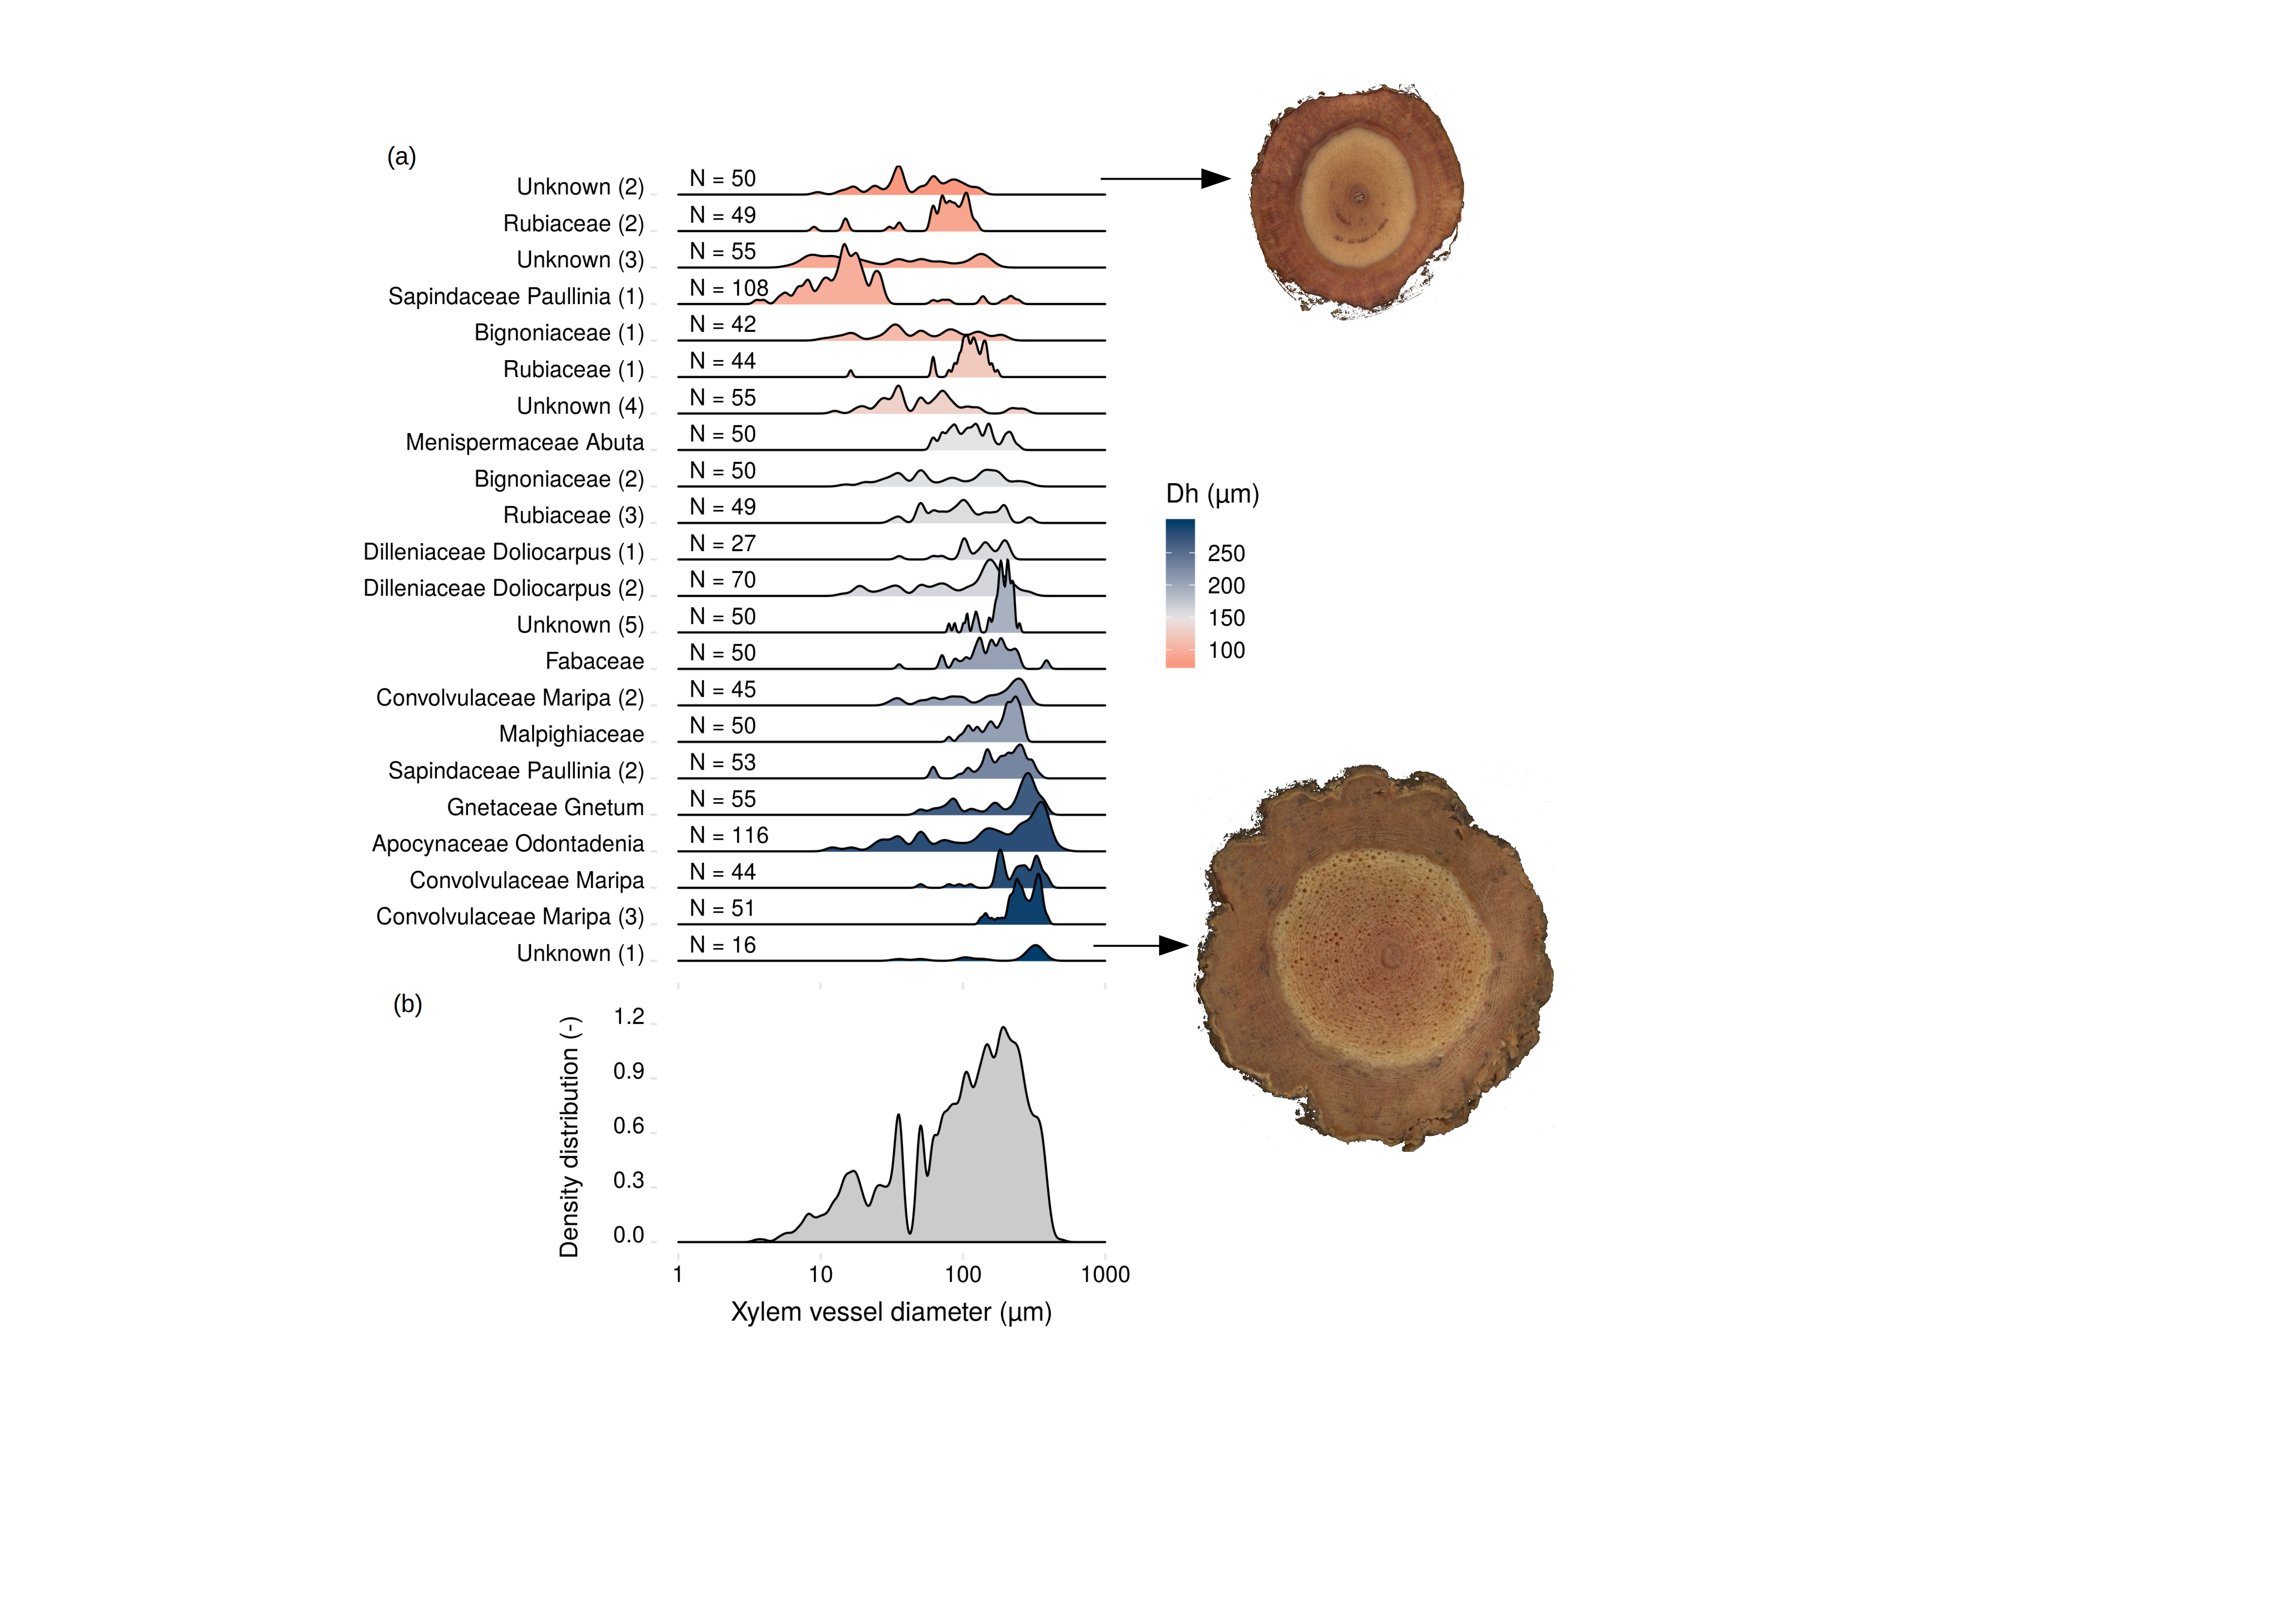 (a)
Unknown (2) N = 50
Rubiaceae (2) N = 49
Unknown (3) N = 55
Sapindaceae Paullinia (1) N = 108
Bignoniaceae (1) N = 42
Rubiaceae (1) N = 44
Unknown (4) N = 55
Menispermaceae Abuta N = 50
Bignoniaceae (2) N = 50
Rubiaceae (3) N = 49
Dilleniaceae Doliocarpus (1) N = 27
Dilleniaceae Doliocarpus (2) N = 70
Unknown (5) N = 50
Fabaceae N = 50
Convolvulaceae Maripa (2) N = 45
Malpighiaceae N = 50
Sapindaceae Paullinia (2) N = 53
Gnetaceae Gnetum N = 55
Apocynaceae Odontadenia N = 116
Convolvulaceae Maripa N = 44
Convolvulaceae Maripa (3) N = 51
Unknown (1) N = 16
Dh (µm)
250
200
150
100
(b)
Density distribution (-)
1.2
0.9
0.6
0.3
0.0
1 10 100 1000
Xylem vessel diameter (µm)